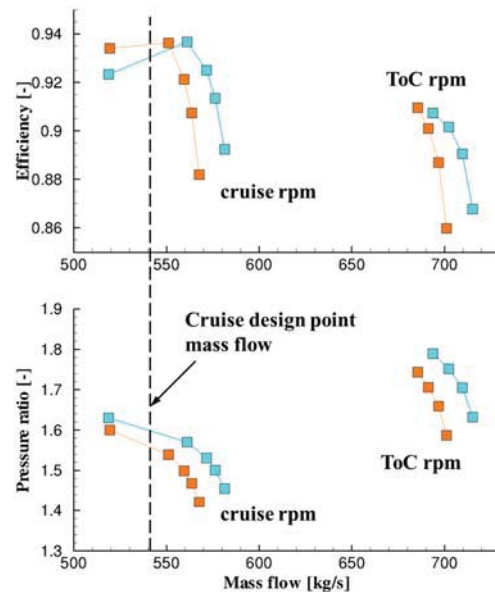 0.94
0.92
0.9
0.88
0.86
Efficiency [-]
ToC rpm
cruise rpm
500 550 600 650 700
1.9
1.8
1.7
1.6
1.5
1.4
1.3
Pressure ratio [-]
Cruise design point
mass flow
ToC rpm
cruise rpm
500 550 600 650 700
Mass flow [kg/s]